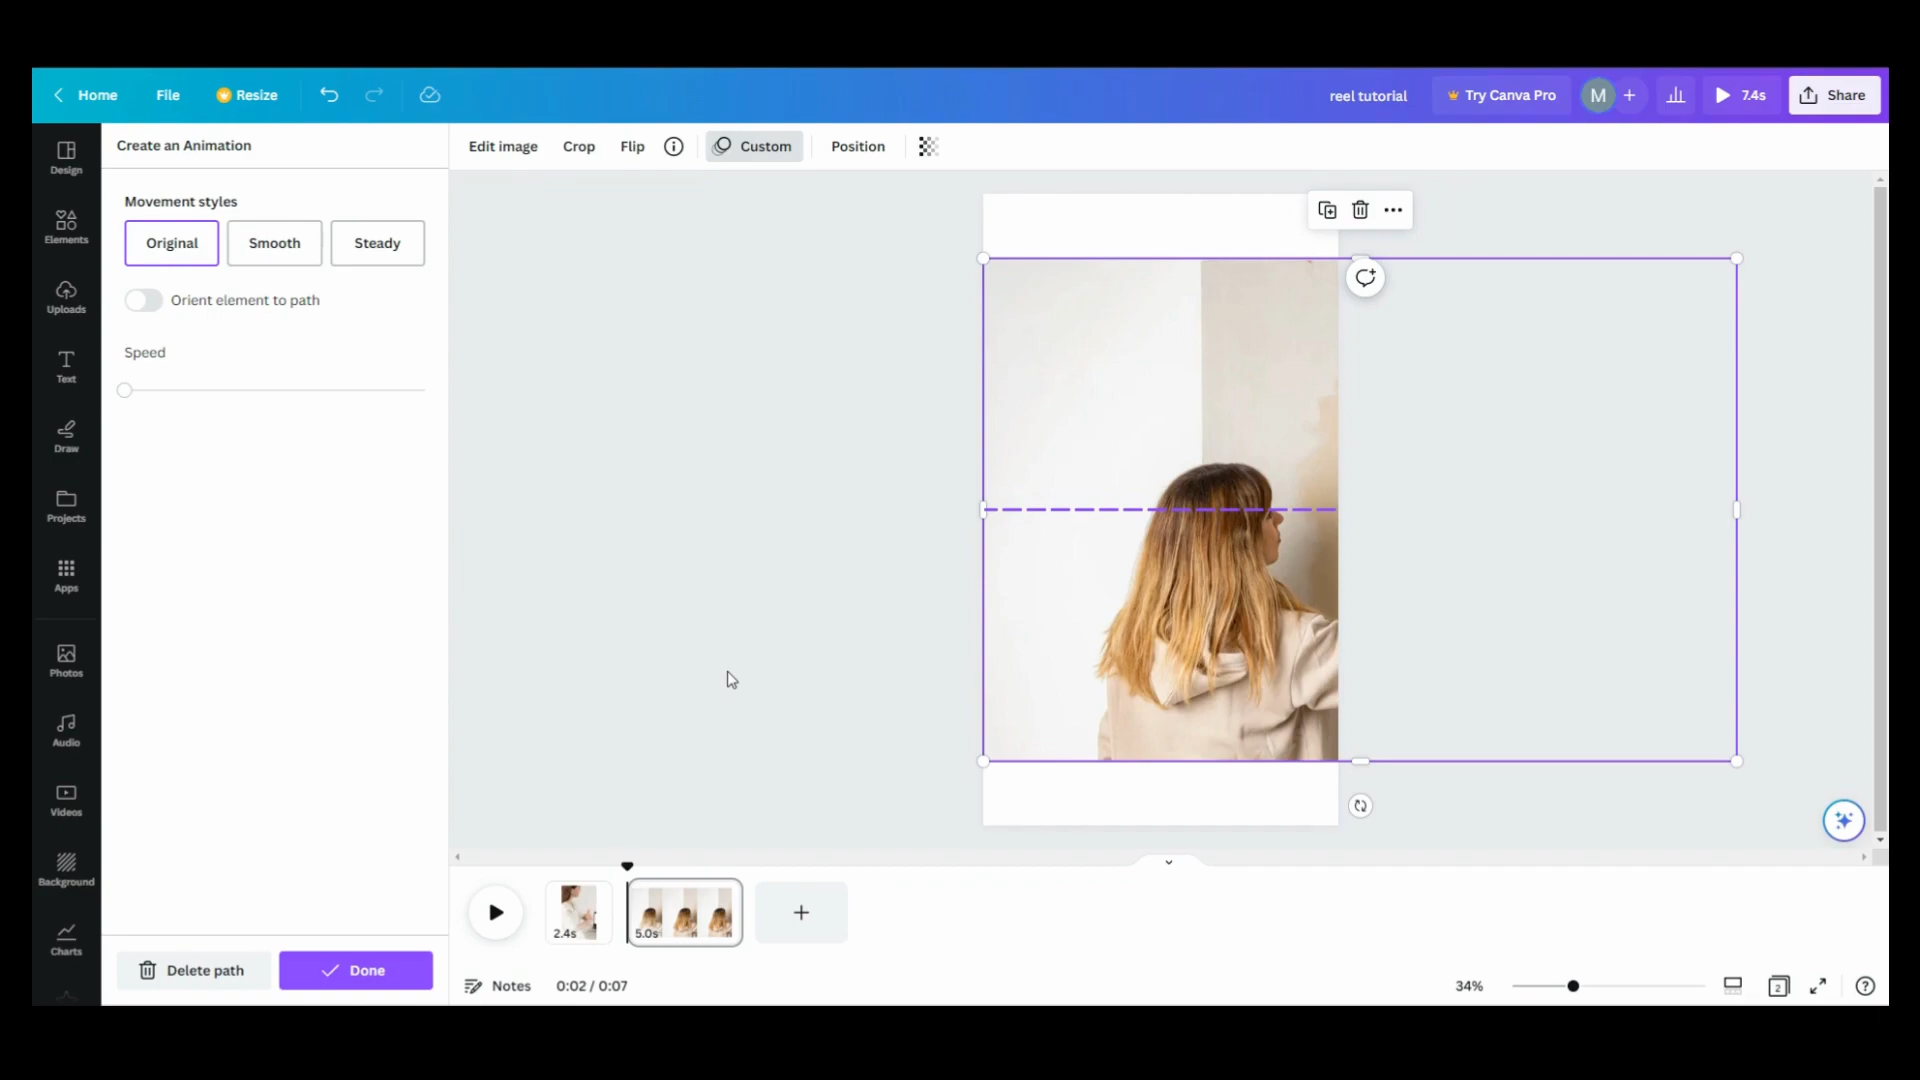 Home File Resize reel tutorial Try Canva Pro M + 7.4s Share
Create an Animation
Edit image Crop Flip Custom Position
Design
Elements
Uploads
Text
Draw
Projects
Apps
Photos
Audio
Videos
Background
Charts
Movement styles
Original Smooth Steady
Orient element to path
Speed
Delete path Done
2.4s 5.0s +
Notes 0:02 / 0:07 34% 2 ?